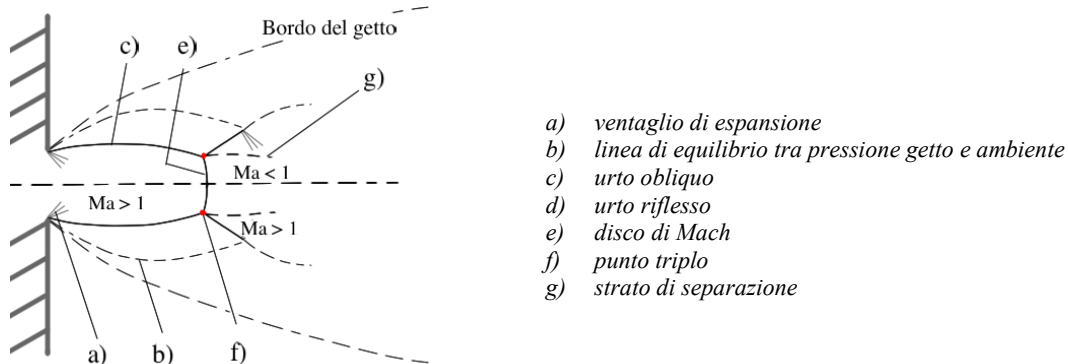 Bordo del getto
c)
e)
g)
Ma < 1
Ma > 1
Ma > 1
a)
b)
f)
a) ventaglio di espansione
b) linea di equilibrio tra pressione getto e ambiente
c) urto obliquo
d) urto riflesso
e) disco di Mach
f) punto triplo
g) strato di separazione